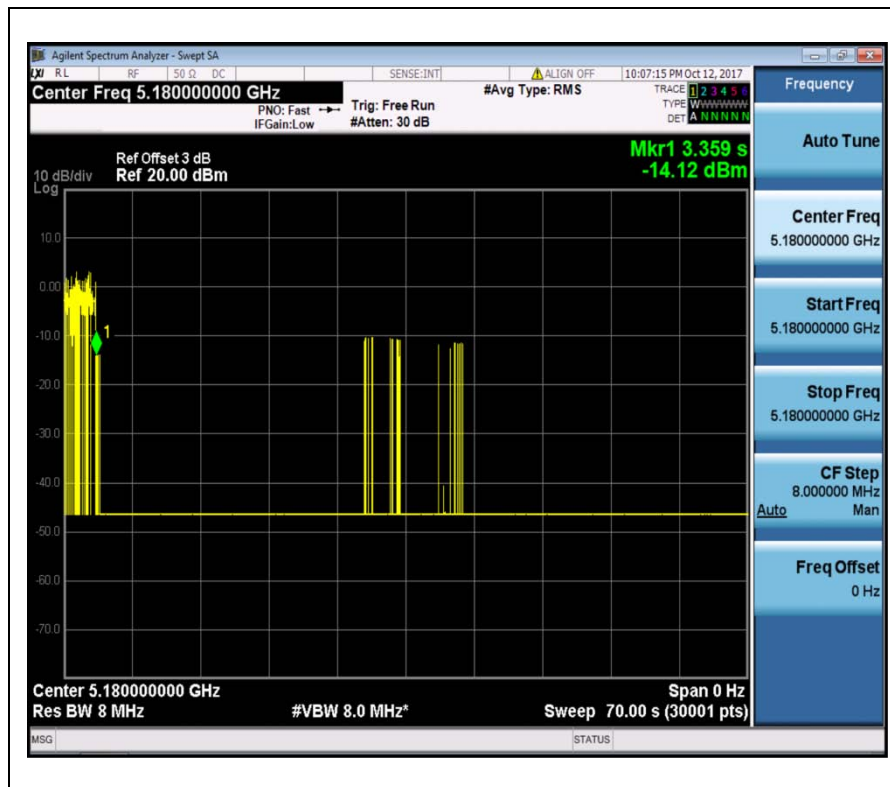 Agilent Spectrum Analyzer - Swept SA
LXI RL RF 50 Ω DC SENSE:INT ALIGN OFF 10:07:15 PM Oct 12, 2017
Center Freq 5.180000000 GHz
#Avg Type: RMS
TRACE 1 2 3 4 5 6
PNO: Fast Trig: Free Run
TYPE WWWWWW
IFGain:Low #Atten: 30 dB
DET A N N N N N
Frequency
Mkr1 3.359 s
-14.12 dBm
Ref Offset 3 dB
10 dB/div Ref 20.00 dBm
Log
10.0
0.00
-10.0
-20.0
-30.0
-40.0
-50.0
-60.0
-70.0
1
Center 5.180000000 GHz Span 0 Hz
Res BW 8 MHz #VBW 8.0 MHz* Sweep 70.00 s (30001 pts)
MSG STATUS
Auto Tune
Center Freq
5.180000000 GHz
Start Freq
5.180000000 GHz
Stop Freq
5.180000000 GHz
CF Step
8.000000 MHz
Auto Man
Freq Offset
0 Hz